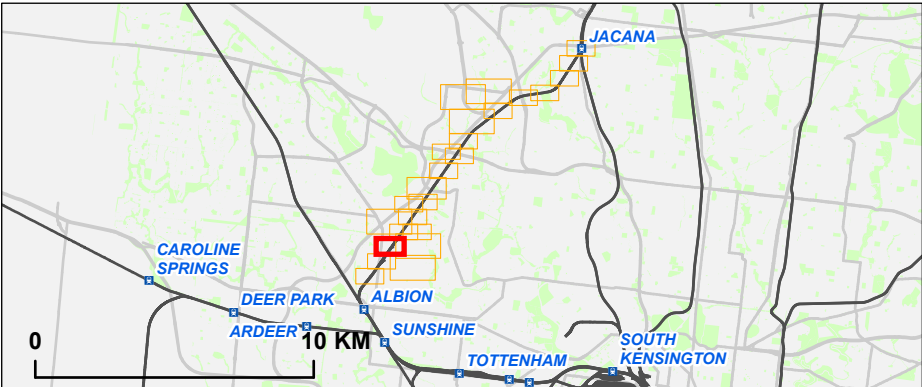 JACANA
CAROLINE
SPRINGS
DEER PARK
ALBION
ARDEER
SUNSHINE
0
10 KM
TOTTENHAM
SOUTH
KENSINGTON